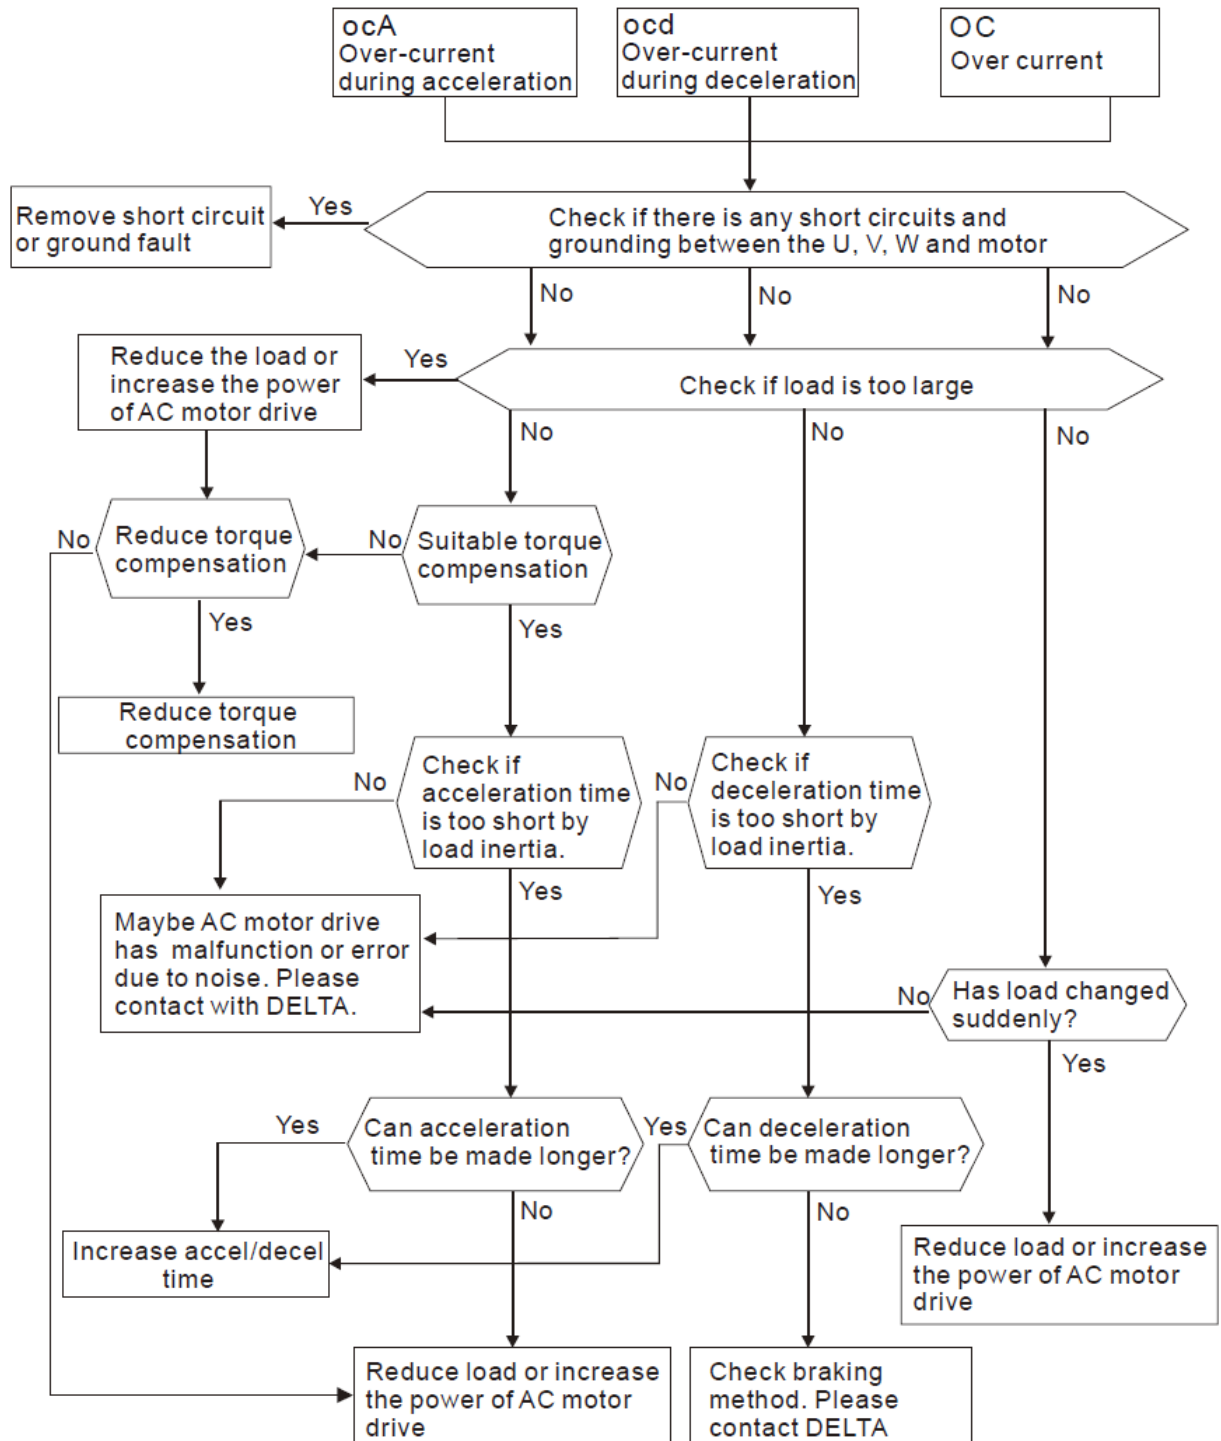 ocA
Over-current
during acceleration
ocd
Over-current
during deceleration
OC
Over current
Remove short circuit
or ground fault
Yes
Check if there is any short circuits and
grounding between the U, V, W and motor
No
No
No
Reduce the load or
increase the power
of AC motor drive
Yes
Check if load is too large
No
No
No
No
Reduce torque
compensation
No
Suitable torque
compensation
Yes
Yes
Reduce torque
compensation
No
Check if
acceleration time
is too short by
load inertia.
No
Check if
deceleration time
is too short by
load inertia.
Yes
Yes
Maybe AC motor drive
has malfunction or error
due to noise. Please
contact with DELTA.
No
Has load changed
suddenly?
Yes
Yes
Can acceleration
time be made longer?
Yes
Can deceleration
time be made longer?
No
No
Increase accel/decel
time
Reduce load or increase
the power of AC motor
drive
Reduce load or increase
the power of AC motor
drive
Check braking
method. Please
contact DELTA